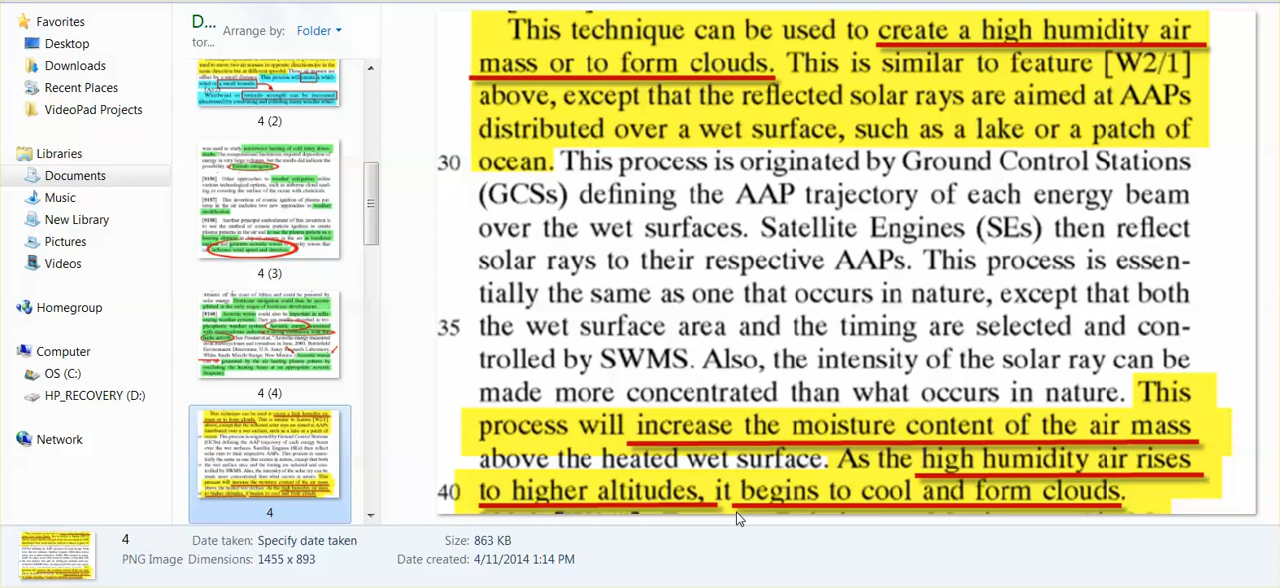 Favorites
Desktop
Downloads
Recent Places
VideoPad Projects
Libraries
Documents
Music
New Library
Pictures
Videos
Homegroup
Computer
OS (C:)
HP_RECOVERY (D:)
Network
D...
tor...
Arrange by: Folder
4 (2)
4 (3)
4 (4)
4
This technique can be used to create a high humidity air
mass or to form clouds. This is similar to feature [W2/1]
above, except that the reflected solar rays are aimed at AAPs
distributed over a wet surface, such as a lake or a patch of
30 ocean. This process is originated by Ground Control Stations
(GCSs) defining the AAP trajectory of each energy beam
over the wet surfaces. Satellite Engines (SEs) then reflect
solar rays to their respective AAPs. This process is essen-
tially the same as one that occurs in nature, except that both
35 the wet surface area and the timing are selected and con-
trolled by SWMS. Also, the intensity of the solar ray can be
made more concentrated than what occurs in nature. This
process will increase the moisture content of the air mass
above the heated wet surface. As the high humidity air rises
40 to higher altitudes, it begins to cool and form clouds.
4
PNG Image
Date taken: Specify date taken
Dimensions: 1455 x 893
Size: 863 KB
Date created: 4/11/2014 1:14 PM